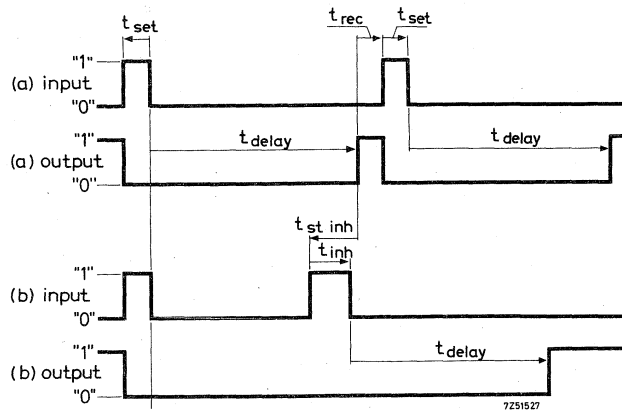 t set
t rec
t set
"1"
(a) input
"0"
"1"
t delay
t delay
(a) output
"0"
t st inh
t inh
"1"
(b) input
"0"
"1"
t delay
(b) output
"0"
7Z51527